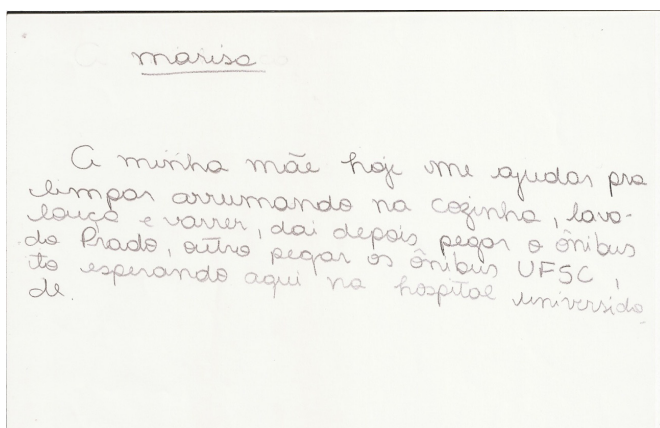 marisa
A minha mãe hoje me ajudar pra
limpar arrumando na cozinha, lava
louça e varrer, daí depois pegar o ônibus
do Prado, outro pegar os ônibus UFSC,
to esperando aqui na hospital universida
de.